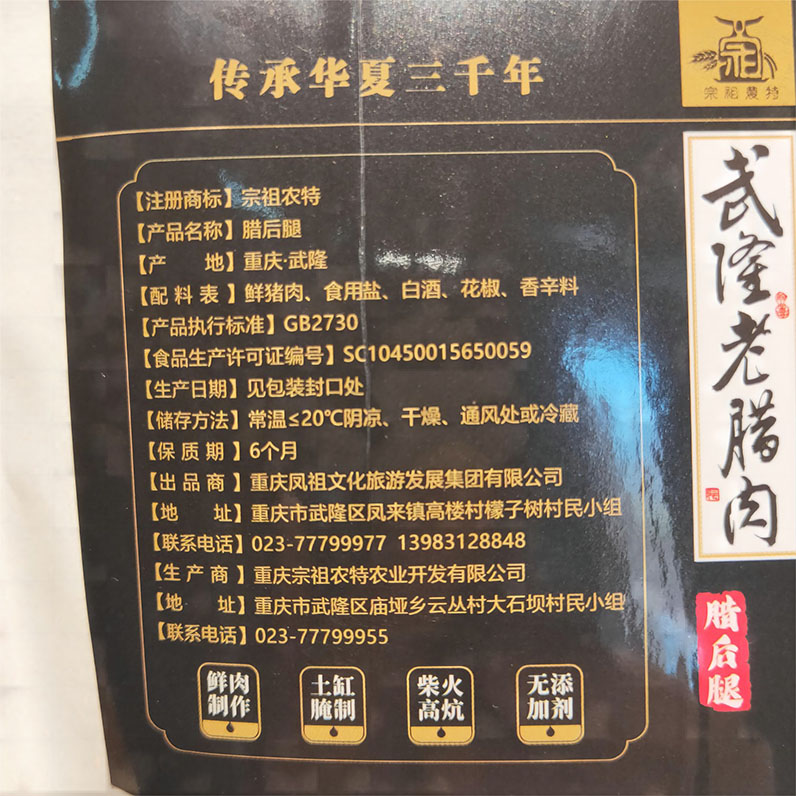 传承华夏三千年
宗祖農特
武隆老腊肉
腊后腿
【注册商标】宗祖农特
【产品名称】腊后腿
【产 地】重庆·武隆
【配料表】鲜猪肉、食用盐、白酒、花椒、香辛料
【产品执行标准】GB2730
【食品生产许可证编号】SC10450015650059
【生产日期】见包装封口处
【储存方法】常温≤20℃阴凉、干燥、通风处或冷藏
【保质期】6个月
【出品商】重庆凤祖文化旅游发展集团有限公司
【地 址】重庆市武隆区凤来镇高楼村檬子树村民小组
【联系电话】023-77799977 13983128848
【生产商】重庆宗祖农特农业开发有限公司
【地 址】重庆市武隆区庙垭乡云丛村大石坝村民小组
【联系电话】023-77799955
鲜肉制作
土缸腌制
柴火高炕
无添加剂